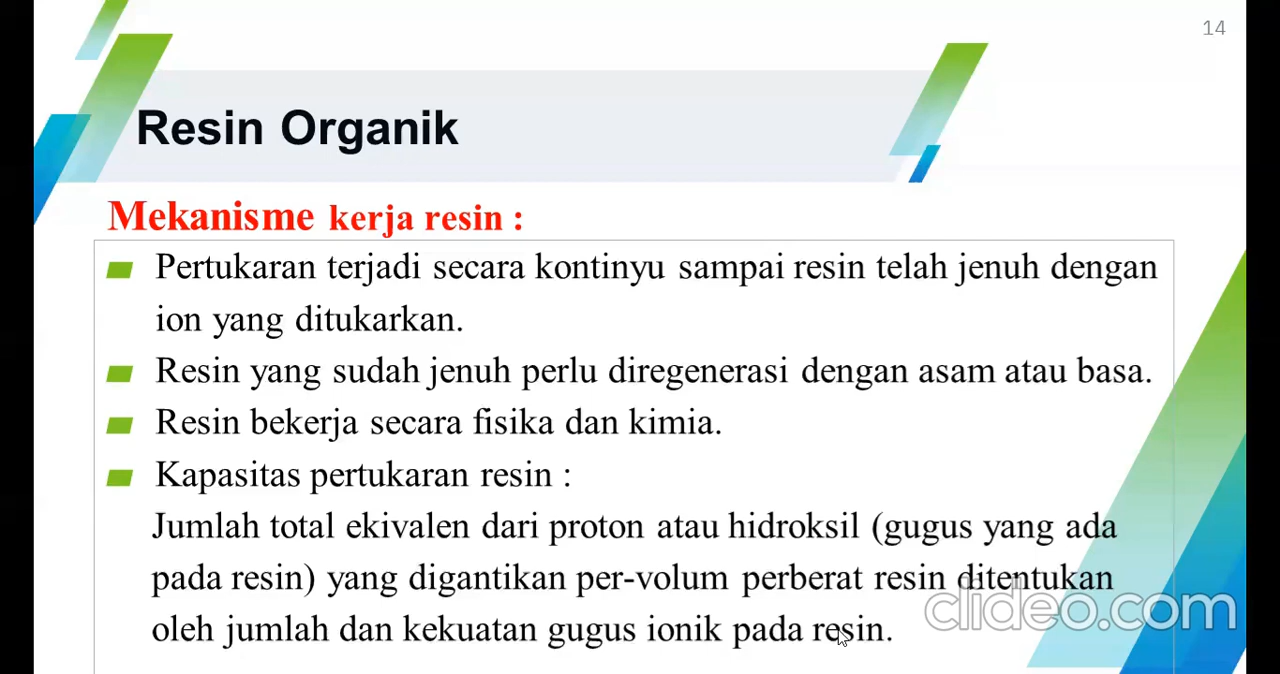 14
Resin Organik
Mekanisme kerja resin :
Pertukaran terjadi secara kontinyu sampai resin telah jenuh dengan
ion yang ditukarkan.
Resin yang sudah jenuh perlu diregenerasi dengan asam atau basa.
Resin bekerja secara fisika dan kimia.
Kapasitas pertukaran resin :
Jumlah total ekivalen dari proton atau hidroksil (gugus yang ada
pada resin) yang digantikan per-volum perberat resin ditentukan
oleh jumlah dan kekuatan gugus ionik pada resin.
clideo.com